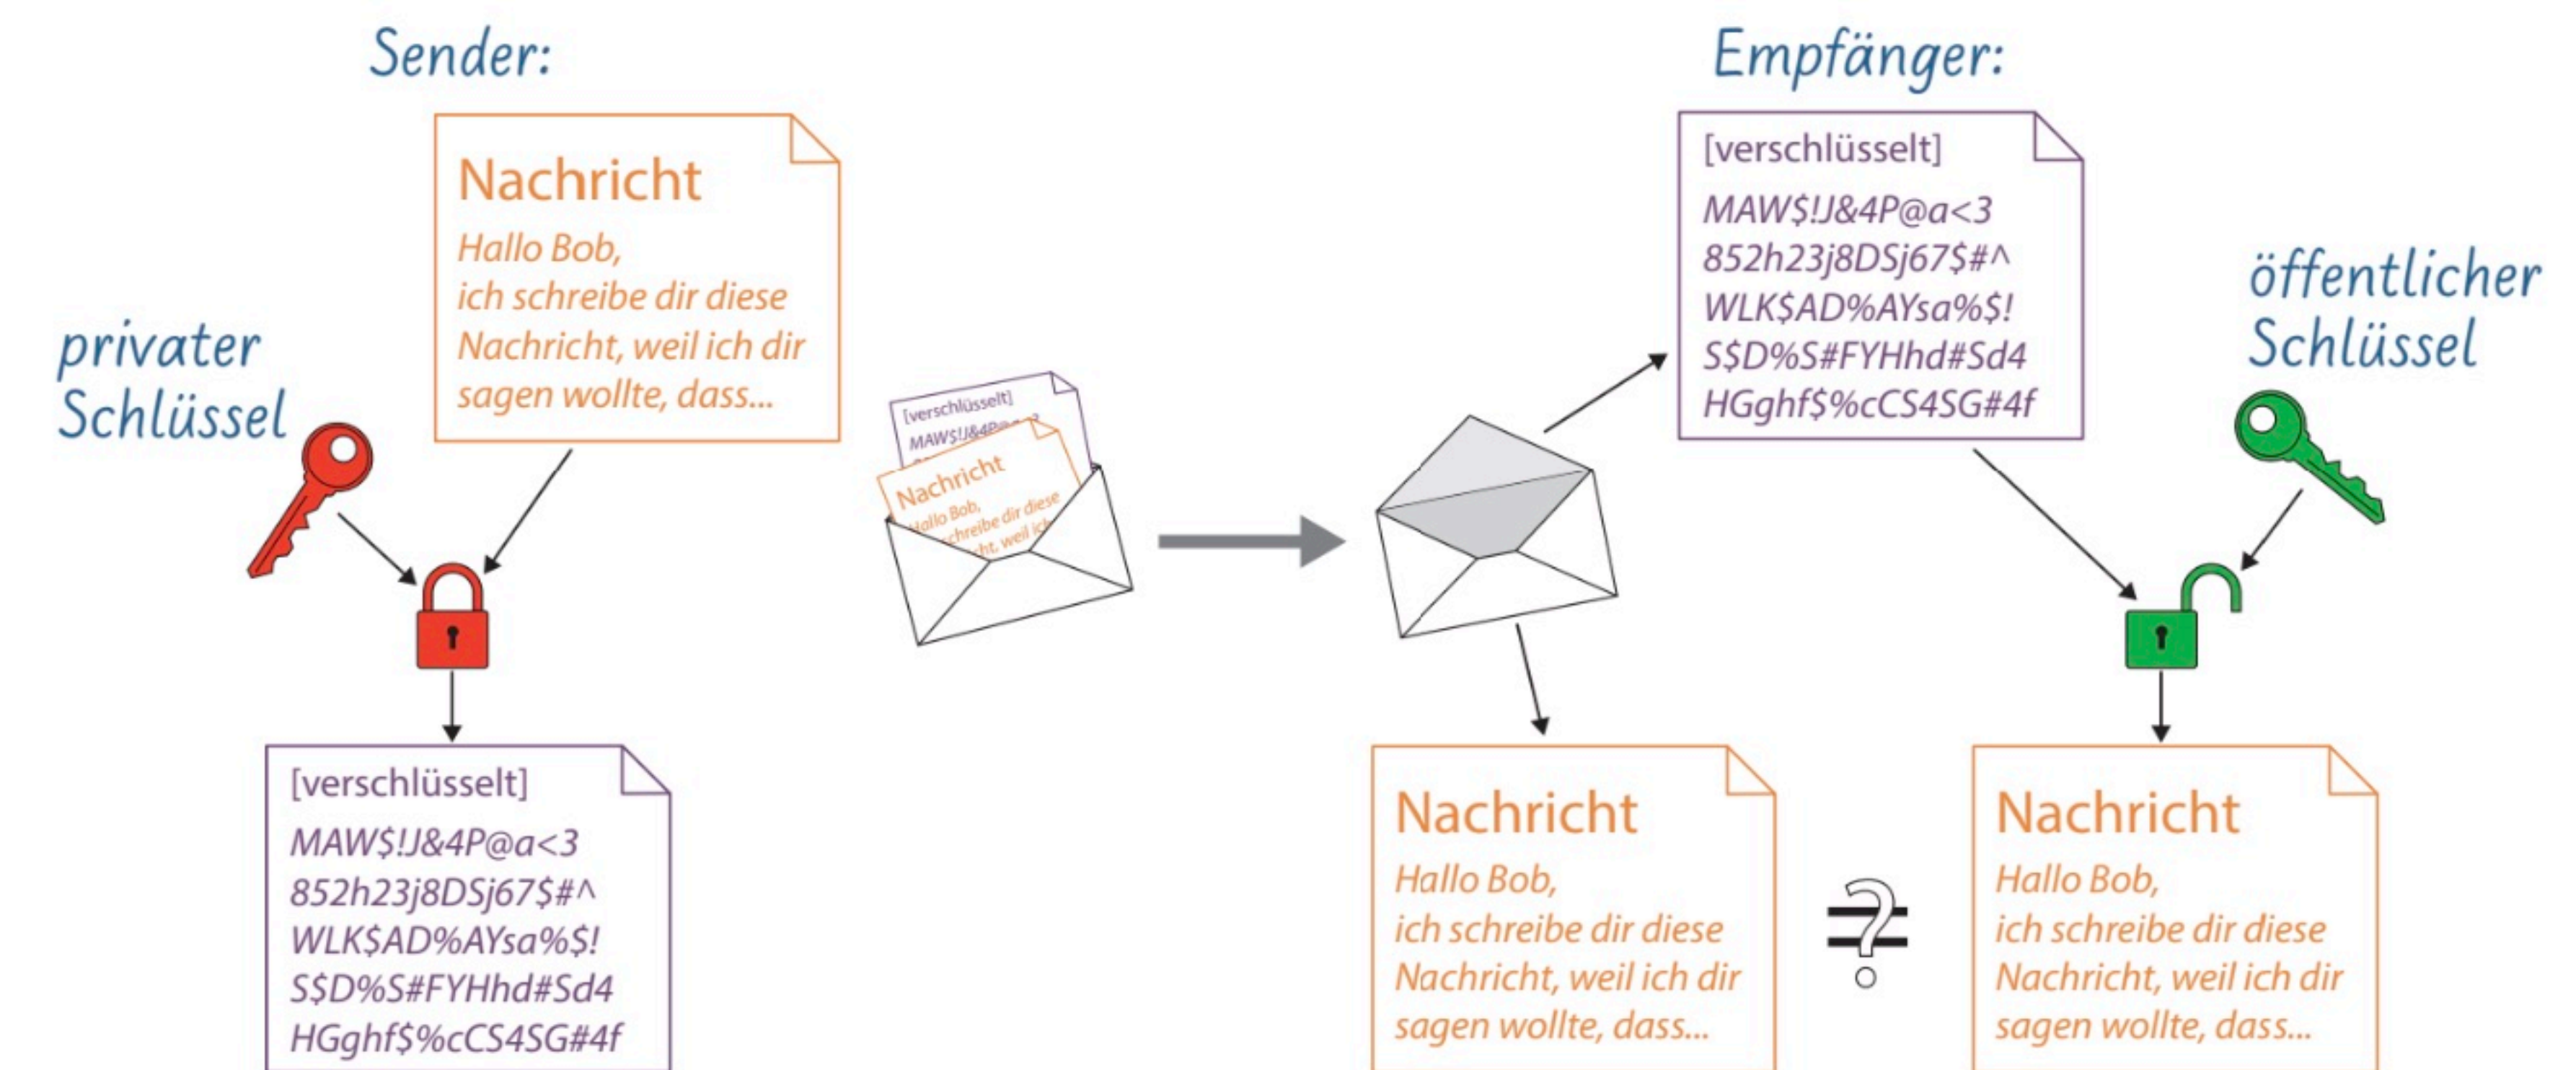 Sender:
Nachricht
Hallo Bob,
ich schreibe dir diese
Nachricht, weil ich dir
sagen wollte, dass...
privater
Schlüssel
[verschlüsselt]
MAW$!J&4P@a<3
852h23j8DSj67$#^
WLK$AD%AYsa%$!
S$D%S#FYHhd#Sd4
HGghf$%cCS4SG#4f
[verschlüsselt]
MAW$!J&4P@
Nachricht
Hallo Bob,
schreibe dir diese
weil ich
Empfänger:
[verschlüsselt]
MAW$!J&4P@a<3
852h23j8DSj67$#^
WLK$AD%AYsa%$!
S$D%S#FYHhd#Sd4
HGghf$%cCS4SG#4f
öffentlicher
Schlüssel
Nachricht
Hallo Bob,
ich schreibe dir diese
Nachricht, weil ich dir
sagen wollte, dass...
?
Nachricht
Hallo Bob,
ich schreibe dir diese
Nachricht, weil ich dir
sagen wollte, dass...